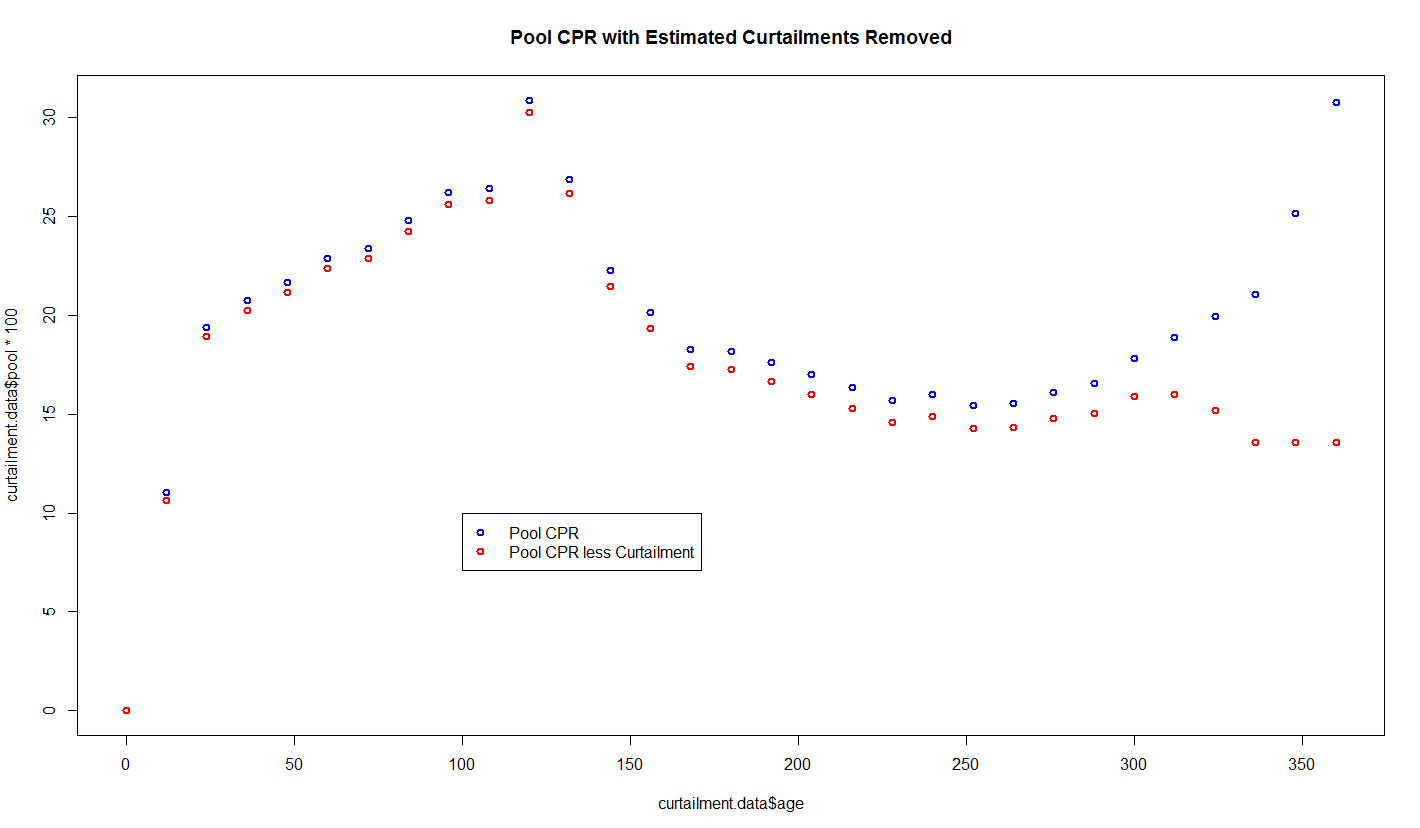 Pool CPR with Estimated Curtailments Removed
curtailment.data$pool * 100
30
25
20
15
10
5
0
Pool CPR
Pool CPR less Curtailment
0 50 100 150 200 250 300 350
curtailment.data$age